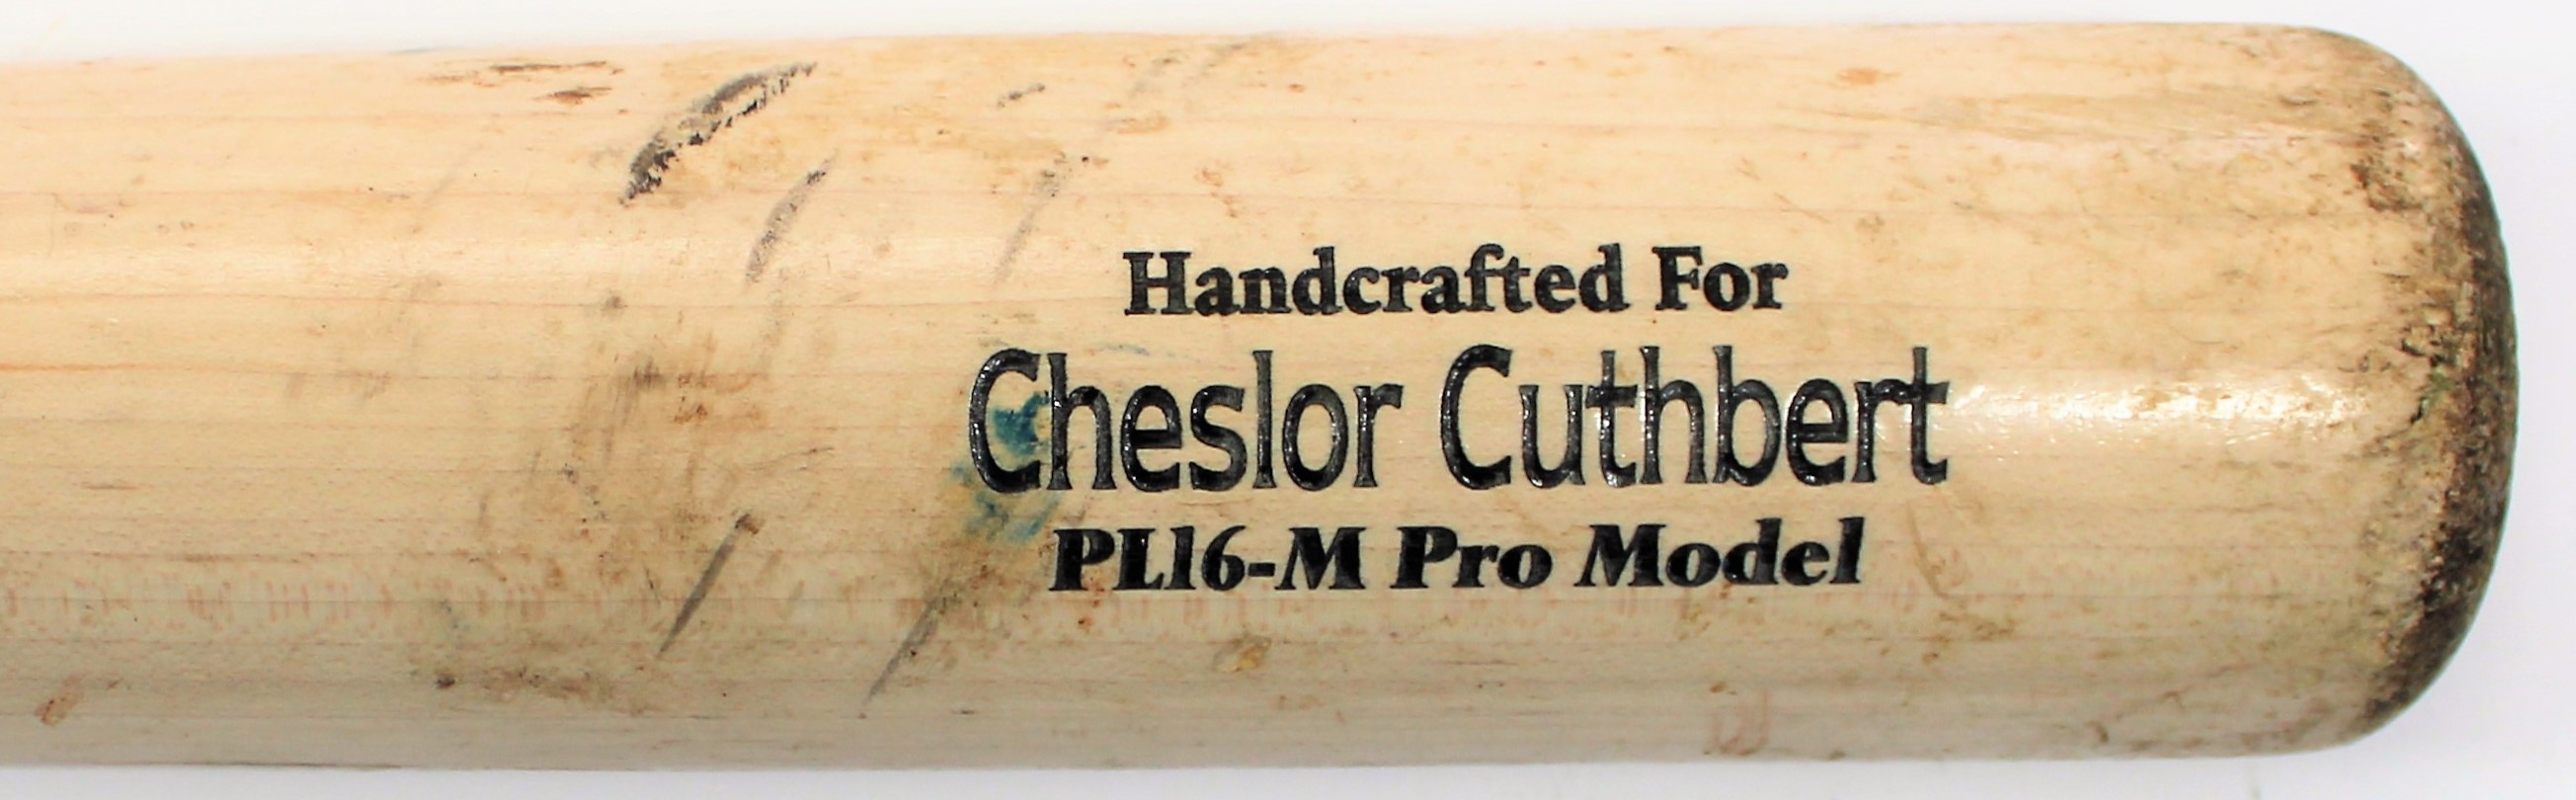 Handcrafted For
Cheslor Cuthbert
PL16-M Pro Model